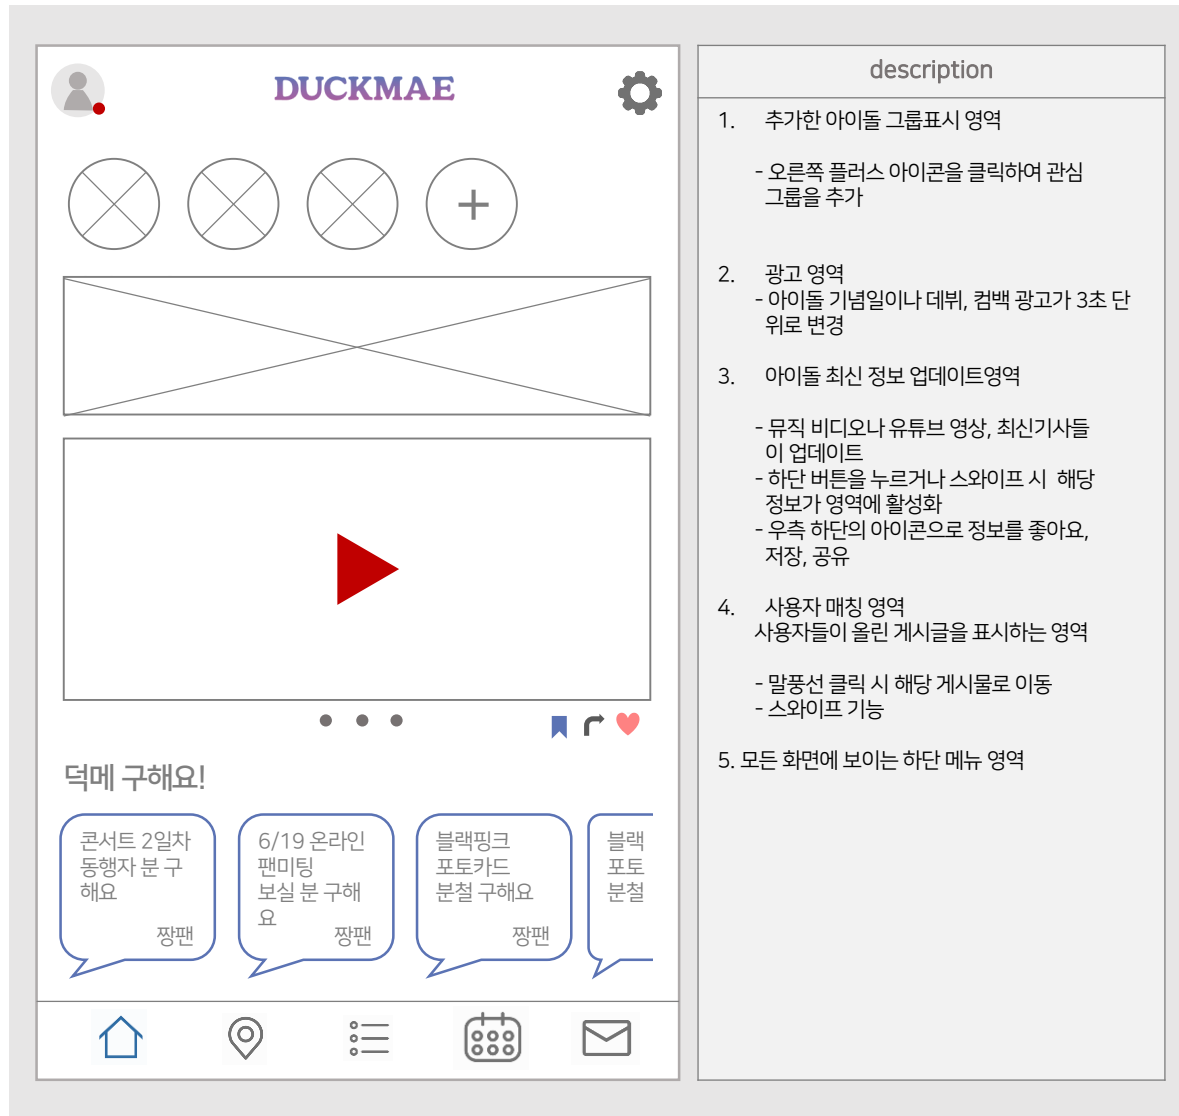 DUCKMAE
덕메 구해요!
콘서트 2일차
동행자 분 구
해요
짱팬
6/19 온라인
팬미팅
보실 분 구해
요
짱팬
블랙핑크
포토카드
분철 구해요
짱팬
블랙
포토
분철
description
1. 추가한 아이돌 그룹표시 영역
- 오른쪽 플러스 아이콘을 클릭하여 관심
그룹을 추가
2. 광고 영역
- 아이돌 기념일이나 데뷔, 컴백 광고가 3초 단
위로 변경
3. 아이돌 최신 정보 업데이트영역
- 뮤직 비디오나 유튜브 영상, 최신기사들
이 업데이트
- 하단 버튼을 누르거나 스와이프 시 해당
정보가 영역에 활성화
- 우측 하단의 아이콘으로 정보를 좋아요,
저장, 공유
4. 사용자 매칭 영역
사용자들이 올린 게시글을 표시하는 영역
- 말풍선 클릭 시 해당 게시물로 이동
- 스와이프 기능
5. 모든 화면에 보이는 하단 메뉴 영역